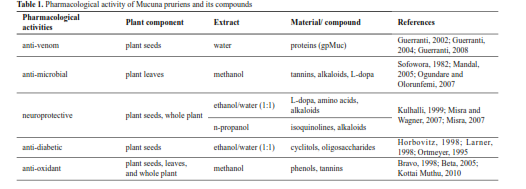 Table 1. Pharmacological activity of Mucuna pruriens and its compounds
Pharmacological activities Plant component Extract Material/ compound References
anti-venom plant seeds water proteins (gpMuc) Guerranti, 2002; Guerranti,
2004; Guerranti, 2008
anti-microbial plant leaves methanol tannins, alkaloids, L-dopa Sofowora, 1982; Mandal,
2005; Ogundare and
Olorunfemi, 2007
neuroprotective plant seeds, whole plant ethanol/water (1:1) L-dopa, amino acids,
alkaloids Kulhalli, 1999; Misra and
Wagner, 2007; Misra, 2007
n-propanol isoquinolines, alkaloids
anti-diabetic plant seeds ethanol/water (1:1) cyclitols, oligosaccharides Horbovitz, 1998; Larner,
1998; Ortmeyer, 1995
anti-oxidant plant seeds, leaves,
and whole plant methanol phenols, tannins Bravo, 1998; Beta, 2005;
Kottai Muthu, 2010